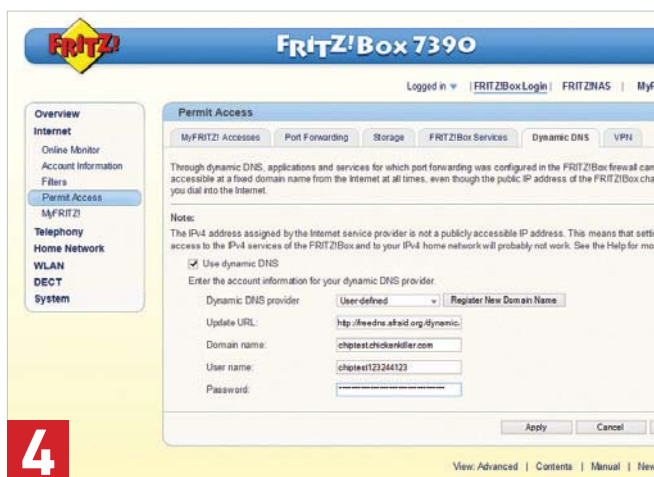 FRITZ!
FRITZ!Box 7390
Logged in | FRITZ!Box Login | FRITZ!NAS | MyF
Overview
Internet
Online Monitor
Account Information
Filters
Permit Access
MyFRITZ!
Telephony
Home Network
WLAN
DECT
System
Permit Access
MyFRITZ! Accesses Port Forwarding Storage FRITZ!Box Services Dynamic DNS VPN
Through dynamic DNS, applications and services for which port forwarding was configured in the FRITZ!Box firewall can
accessible at a fixed domain name from the Internet at all times, even though the public IP address of the FRITZ!Box cha
you dial into the Internet.
Note:
The IPv4 address assigned by the Internet service provider is not a publicly accessible IP address. This means that setti
access to the IPv4 services of the FRITZ!Box and to your IPv4 home network will probably not work. See the Help for mo
Use dynamic DNS
Enter the account information for your dynamic DNS provider.
Dynamic DNS provider User-defined Register New Domain Name
Update URL: http://freedns.afraid.org/dynamic.
Domain name: chiptest.chickenkiller.com
User name: chiptest123244123
Password:
Apply Cancel
View: Advanced | Contents | Manual | New
4